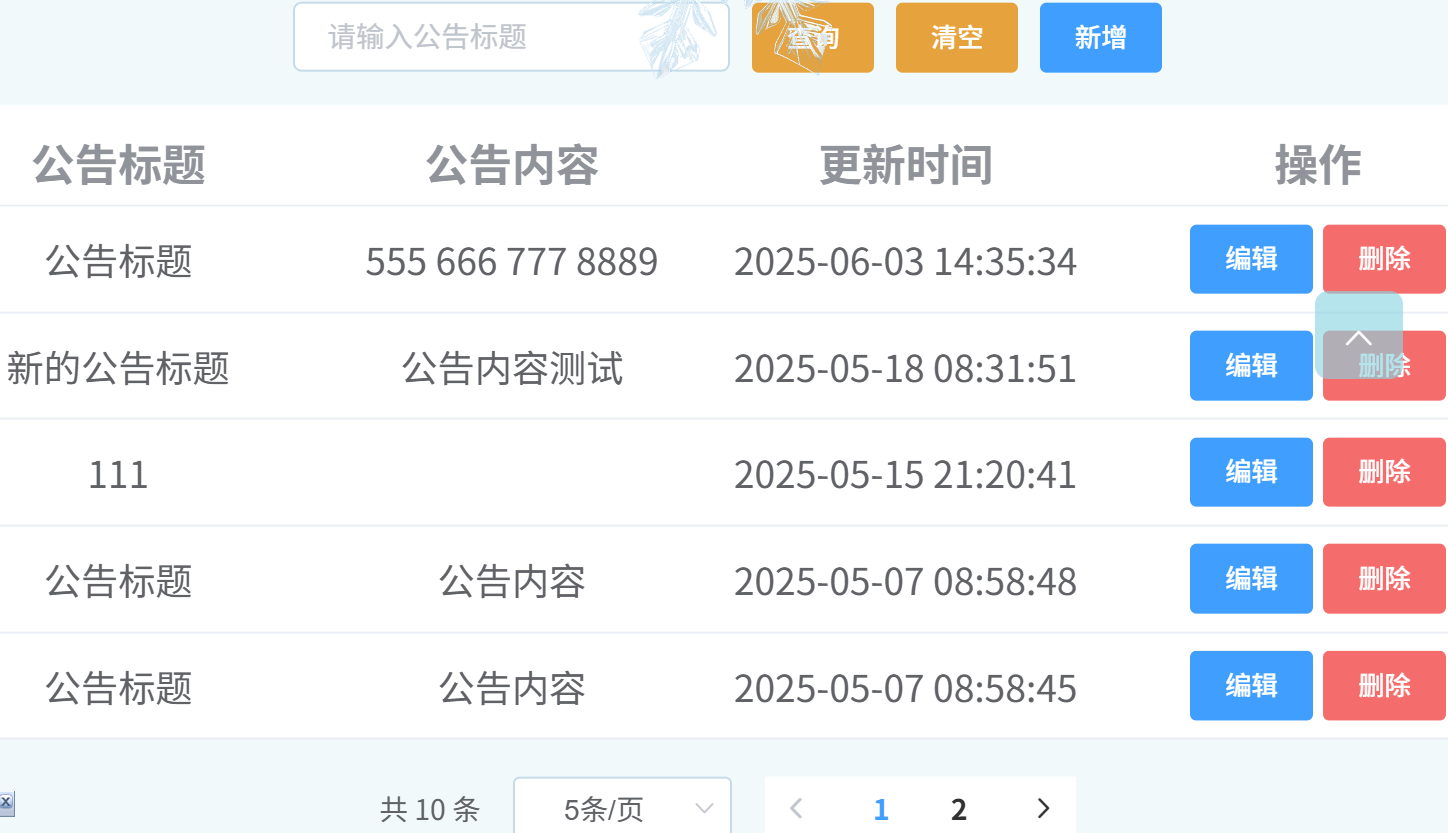 请输入公告标题 查询 清空 新增
公告标题 公告内容 更新时间 操作
公告标题 555 666 777 8889 2025-06-03 14:35:34 编辑 删除
新的公告标题 公告内容测试 2025-05-18 08:31:51 编辑 删除
111 2025-05-15 21:20:41 编辑 删除
公告标题 公告内容 2025-05-07 08:58:48 编辑 删除
公告标题 公告内容 2025-05-07 08:58:45 编辑 删除
共 10 条 5条/页 1 2